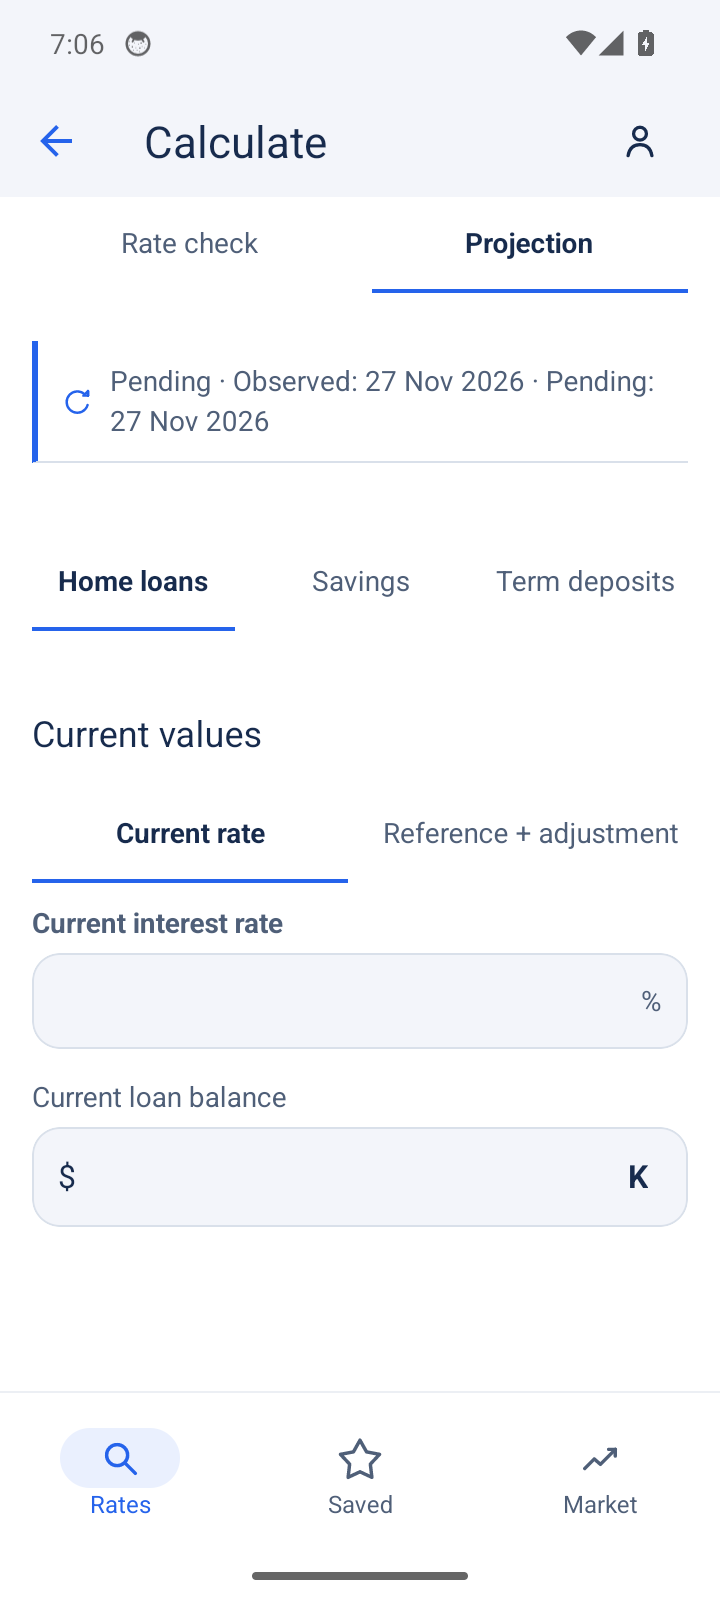 7:06
Calculate
Rate check
Projection
Pending · Observed: 27 Nov 2026 · Pending:
27 Nov 2026
Home loans
Savings
Term deposits
Current values
Current rate
Reference + adjustment
Current interest rate
%
Current loan balance
$
K
Rates
Saved
Market